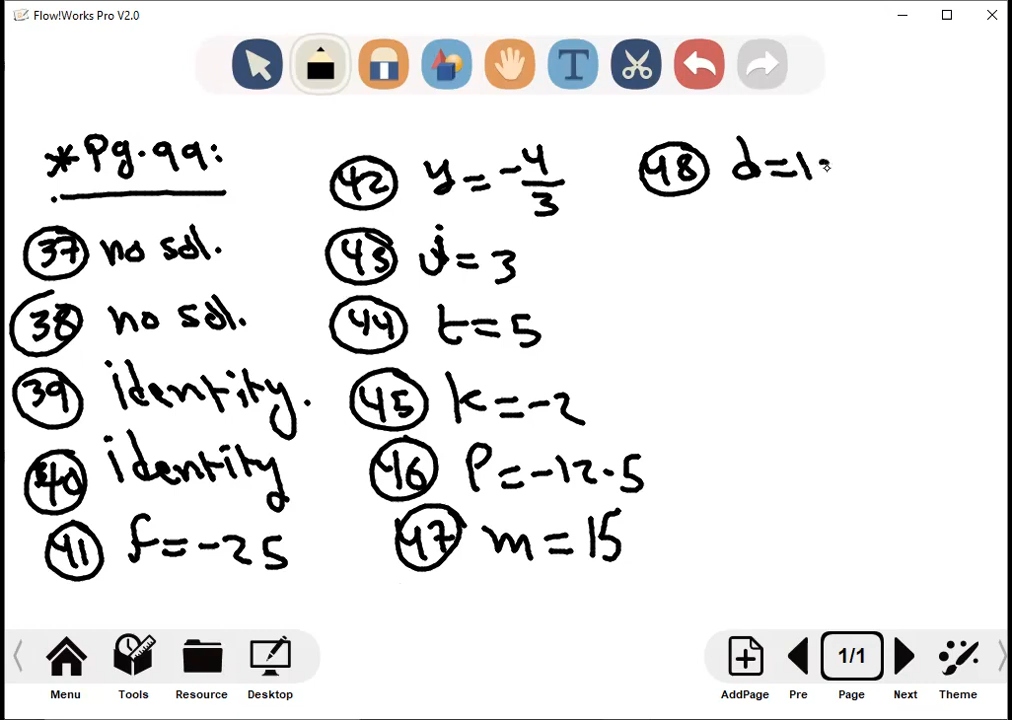 Flow!Works Pro V2.0
*Pg.99:
37 no sol.
38 no sol.
39 identity.
40 identity
41 f=-25
42 y=-4/3
43 j=3
44 t=5
45 k=-2
46 P=-12.5
47 m=15
48 d=1
Menu
Tools
Resource
Desktop
AddPage
Pre
1/1
Page
Next
Theme